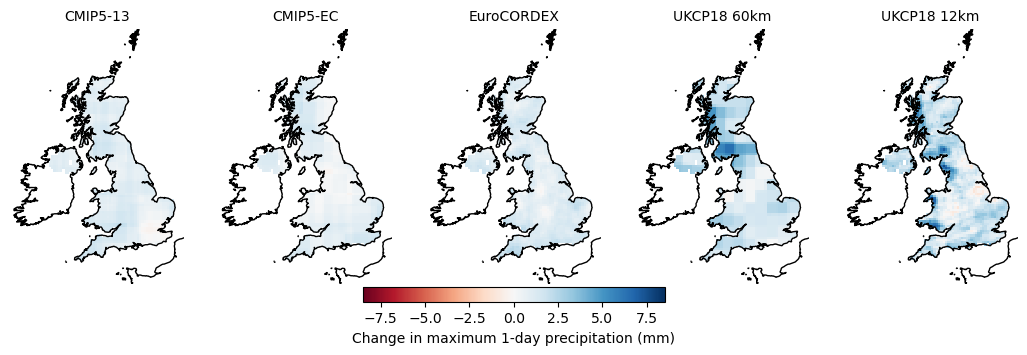 CMIP5-13 CMIP5-EC EuroCORDEX UKCP18 60km UKCP18 12km
−7.5 −5.0 −2.5 0.0 2.5 5.0 7.5
Change in maximum 1-day precipitation (mm)